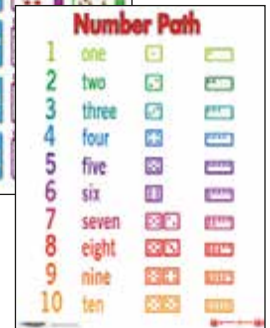 Number Path
1 one
2 two
3 three
4 four
5 five
6 six
7 seven
8 eight
9 nine
10 ten